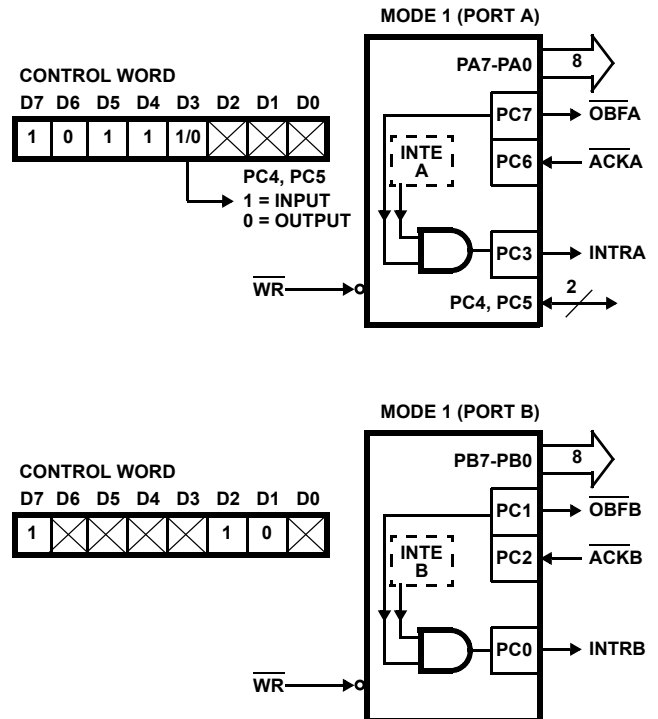 MODE 1 (PORT A)
CONTROL WORD
D7 D6 D5 D4 D3 D2 D1 D0
1 0 1 1 1/0
PC4, PC5
1 = INPUT
0 = OUTPUT
PA7-PA0
8
PC7
OBFA
INTE
A
PC6
ACKA
PC3
INTRA
WR
PC4, PC5
2
MODE 1 (PORT B)
CONTROL WORD
D7 D6 D5 D4 D3 D2 D1 D0
1 1 0
PB7-PB0
8
PC1
OBFB
INTE
B
PC2
ACKB
PC0
INTRB
WR